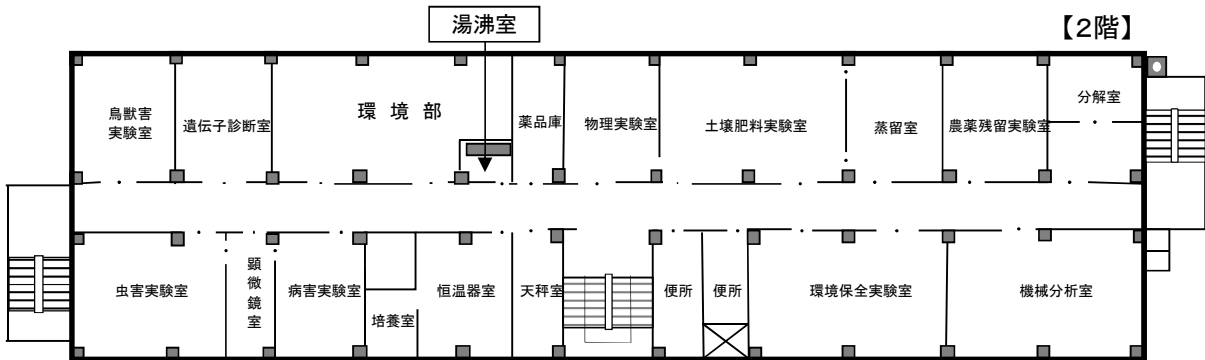 湯沸室
【2階】
鳥獣害
実験室
遺伝子診断室
環境部
薬品庫
物理実験室
土壌肥料実験室
蒸留室
農薬残留実験室
分解室
虫害実験室
顕微鏡室
病害実験室
培養室
恒温器室
天秤室
便所
便所
環境保全実験室
機械分析室